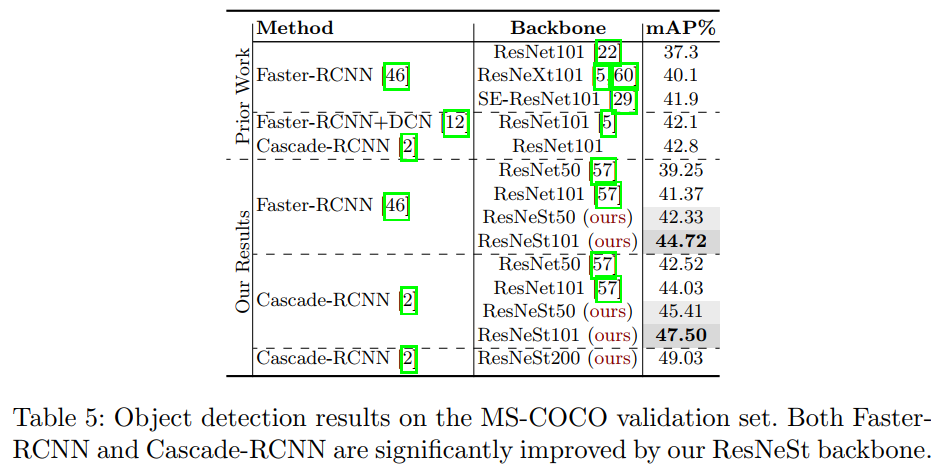 Method Backbone mAP%
Prior Work
Faster-RCNN [46]
ResNet101 [22] 37.3
ResNeXt101 [5,60] 40.1
SE-ResNet101 [29] 41.9
Faster-RCNN+DCN [12] ResNet101 [5] 42.1
Cascade-RCNN [2] ResNet101 42.8
Our Results
Faster-RCNN [46]
ResNet50 [57] 39.25
ResNet101 [57] 41.37
ResNeSt50 (ours) 42.33
ResNeSt101 (ours) 44.72
Cascade-RCNN [2]
ResNet50 [57] 42.52
ResNet101 [57] 44.03
ResNeSt50 (ours) 45.41
ResNeSt101 (ours) 47.50
Cascade-RCNN [2] ResNeSt200 (ours) 49.03
Table 5: Object detection results on the MS-COCO validation set. Both Faster-
RCNN and Cascade-RCNN are significantly improved by our ResNeSt backbone.